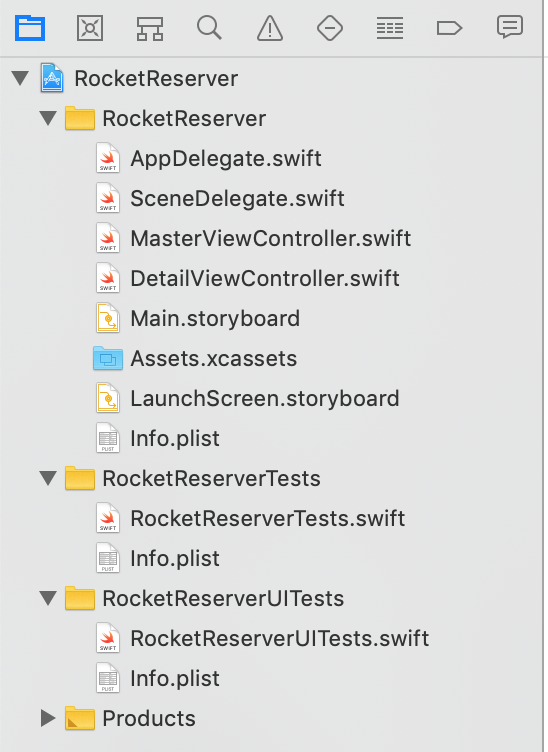 RocketReserver
RocketReserver
AppDelegate.swift
SceneDelegate.swift
MasterViewController.swift
DetailViewController.swift
Main.storyboard
Assets.xcassets
LaunchScreen.storyboard
Info.plist
RocketReserverTests
RocketReserverTests.swift
Info.plist
RocketReserverUITests
RocketReserverUITests.swift
Info.plist
Products